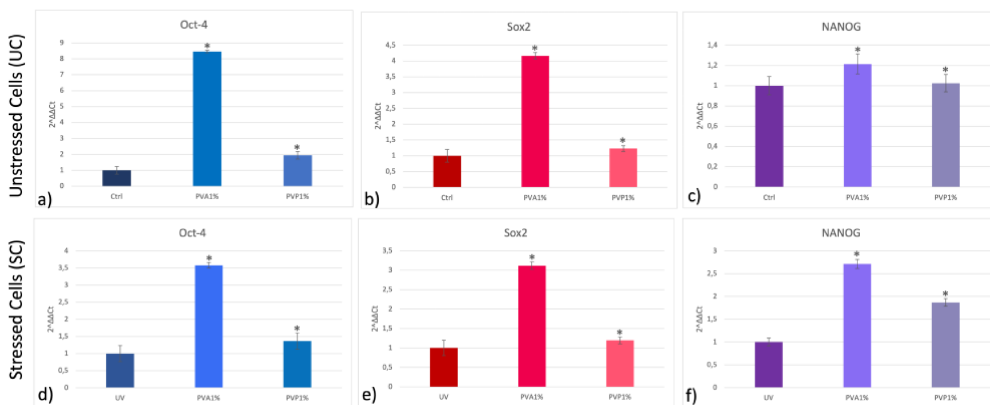 Unstressed Cells (UC)
Oct-4
2^ΔΔCt
9
8
7
6
5
4
3
2
1
0
*
*
Ctrl
PVA1%
PVP1%
a)
Sox2
2^ΔΔCt
4,5
4
3,5
3
2,5
2
1,5
1
0,5
0
*
*
Ctrl
PVA1%
PVP1%
b)
NANOG
2^ΔΔCt
1,4
1,2
1
0,8
0,6
0,4
0,2
0
*
*
Ctrl
PVA1%
PVP1%
c)
Stressed Cells (SC)
Oct-4
2^ΔΔCt
4
3,5
3
2,5
2
1,5
1
0,5
0
*
*
UV
PVA1%
PVP1%
d)
Sox2
2^ΔΔCt
3,5
3
2,5
2
1,5
1
0,5
0
*
*
UV
PVA1%
PVP1%
e)
NANOG
2^ΔΔCt
3
2,5
2
1,5
1
0,5
0
*
*
UV
PVA1%
PVP1%
f)